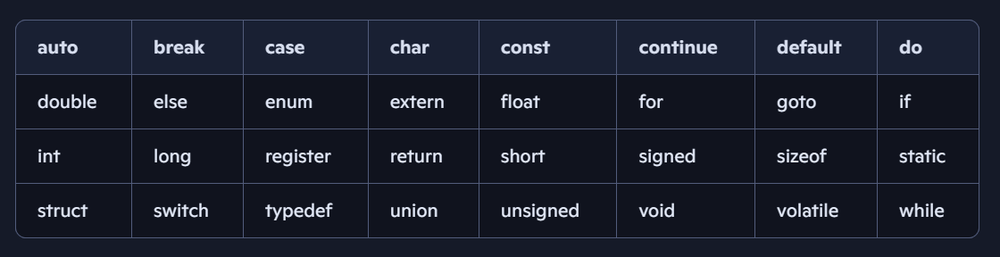 auto break case char const continue default do
double else enum extern float for goto if
int long register return short signed sizeof static
struct switch typedef union unsigned void volatile while